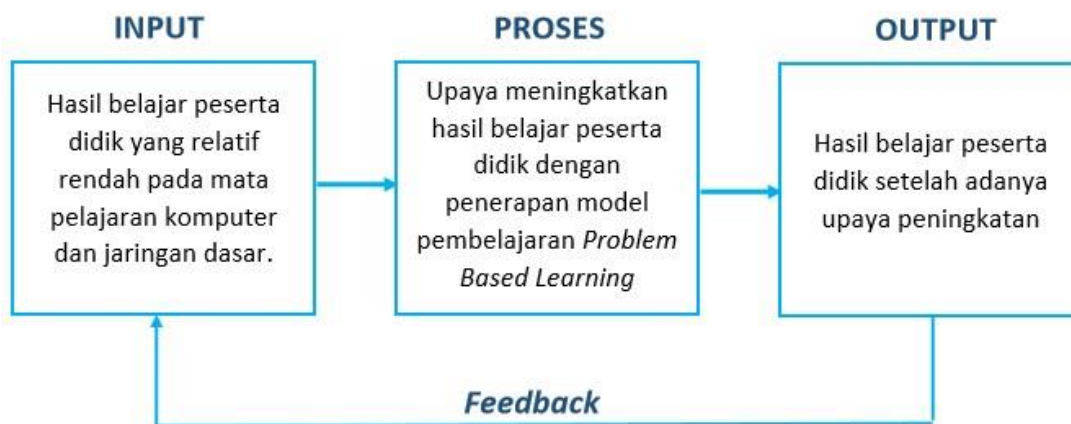 INPUT
Hasil belajar peserta
didik yang relatif
rendah pada mata
pelajaran komputer
dan jaringan dasar.
PROSES
Upaya meningkatkan
hasil belajar peserta
didik dengan
penerapan model
pembelajaran Problem
Based Learning
OUTPUT
Hasil belajar peserta
didik setelah adanya
upaya peningkatan
Feedback